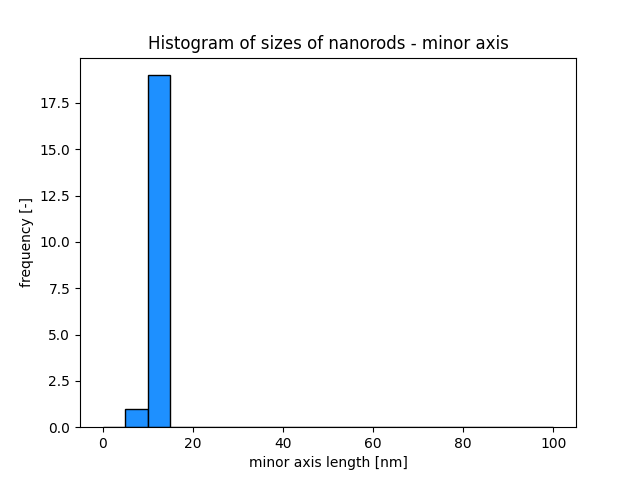 Histogram of sizes of nanorods - minor axis
17.5
15.0
12.5
10.0
7.5
5.0
2.5
0.0
frequency [-]
0 20 40 60 80 100
minor axis length [nm]